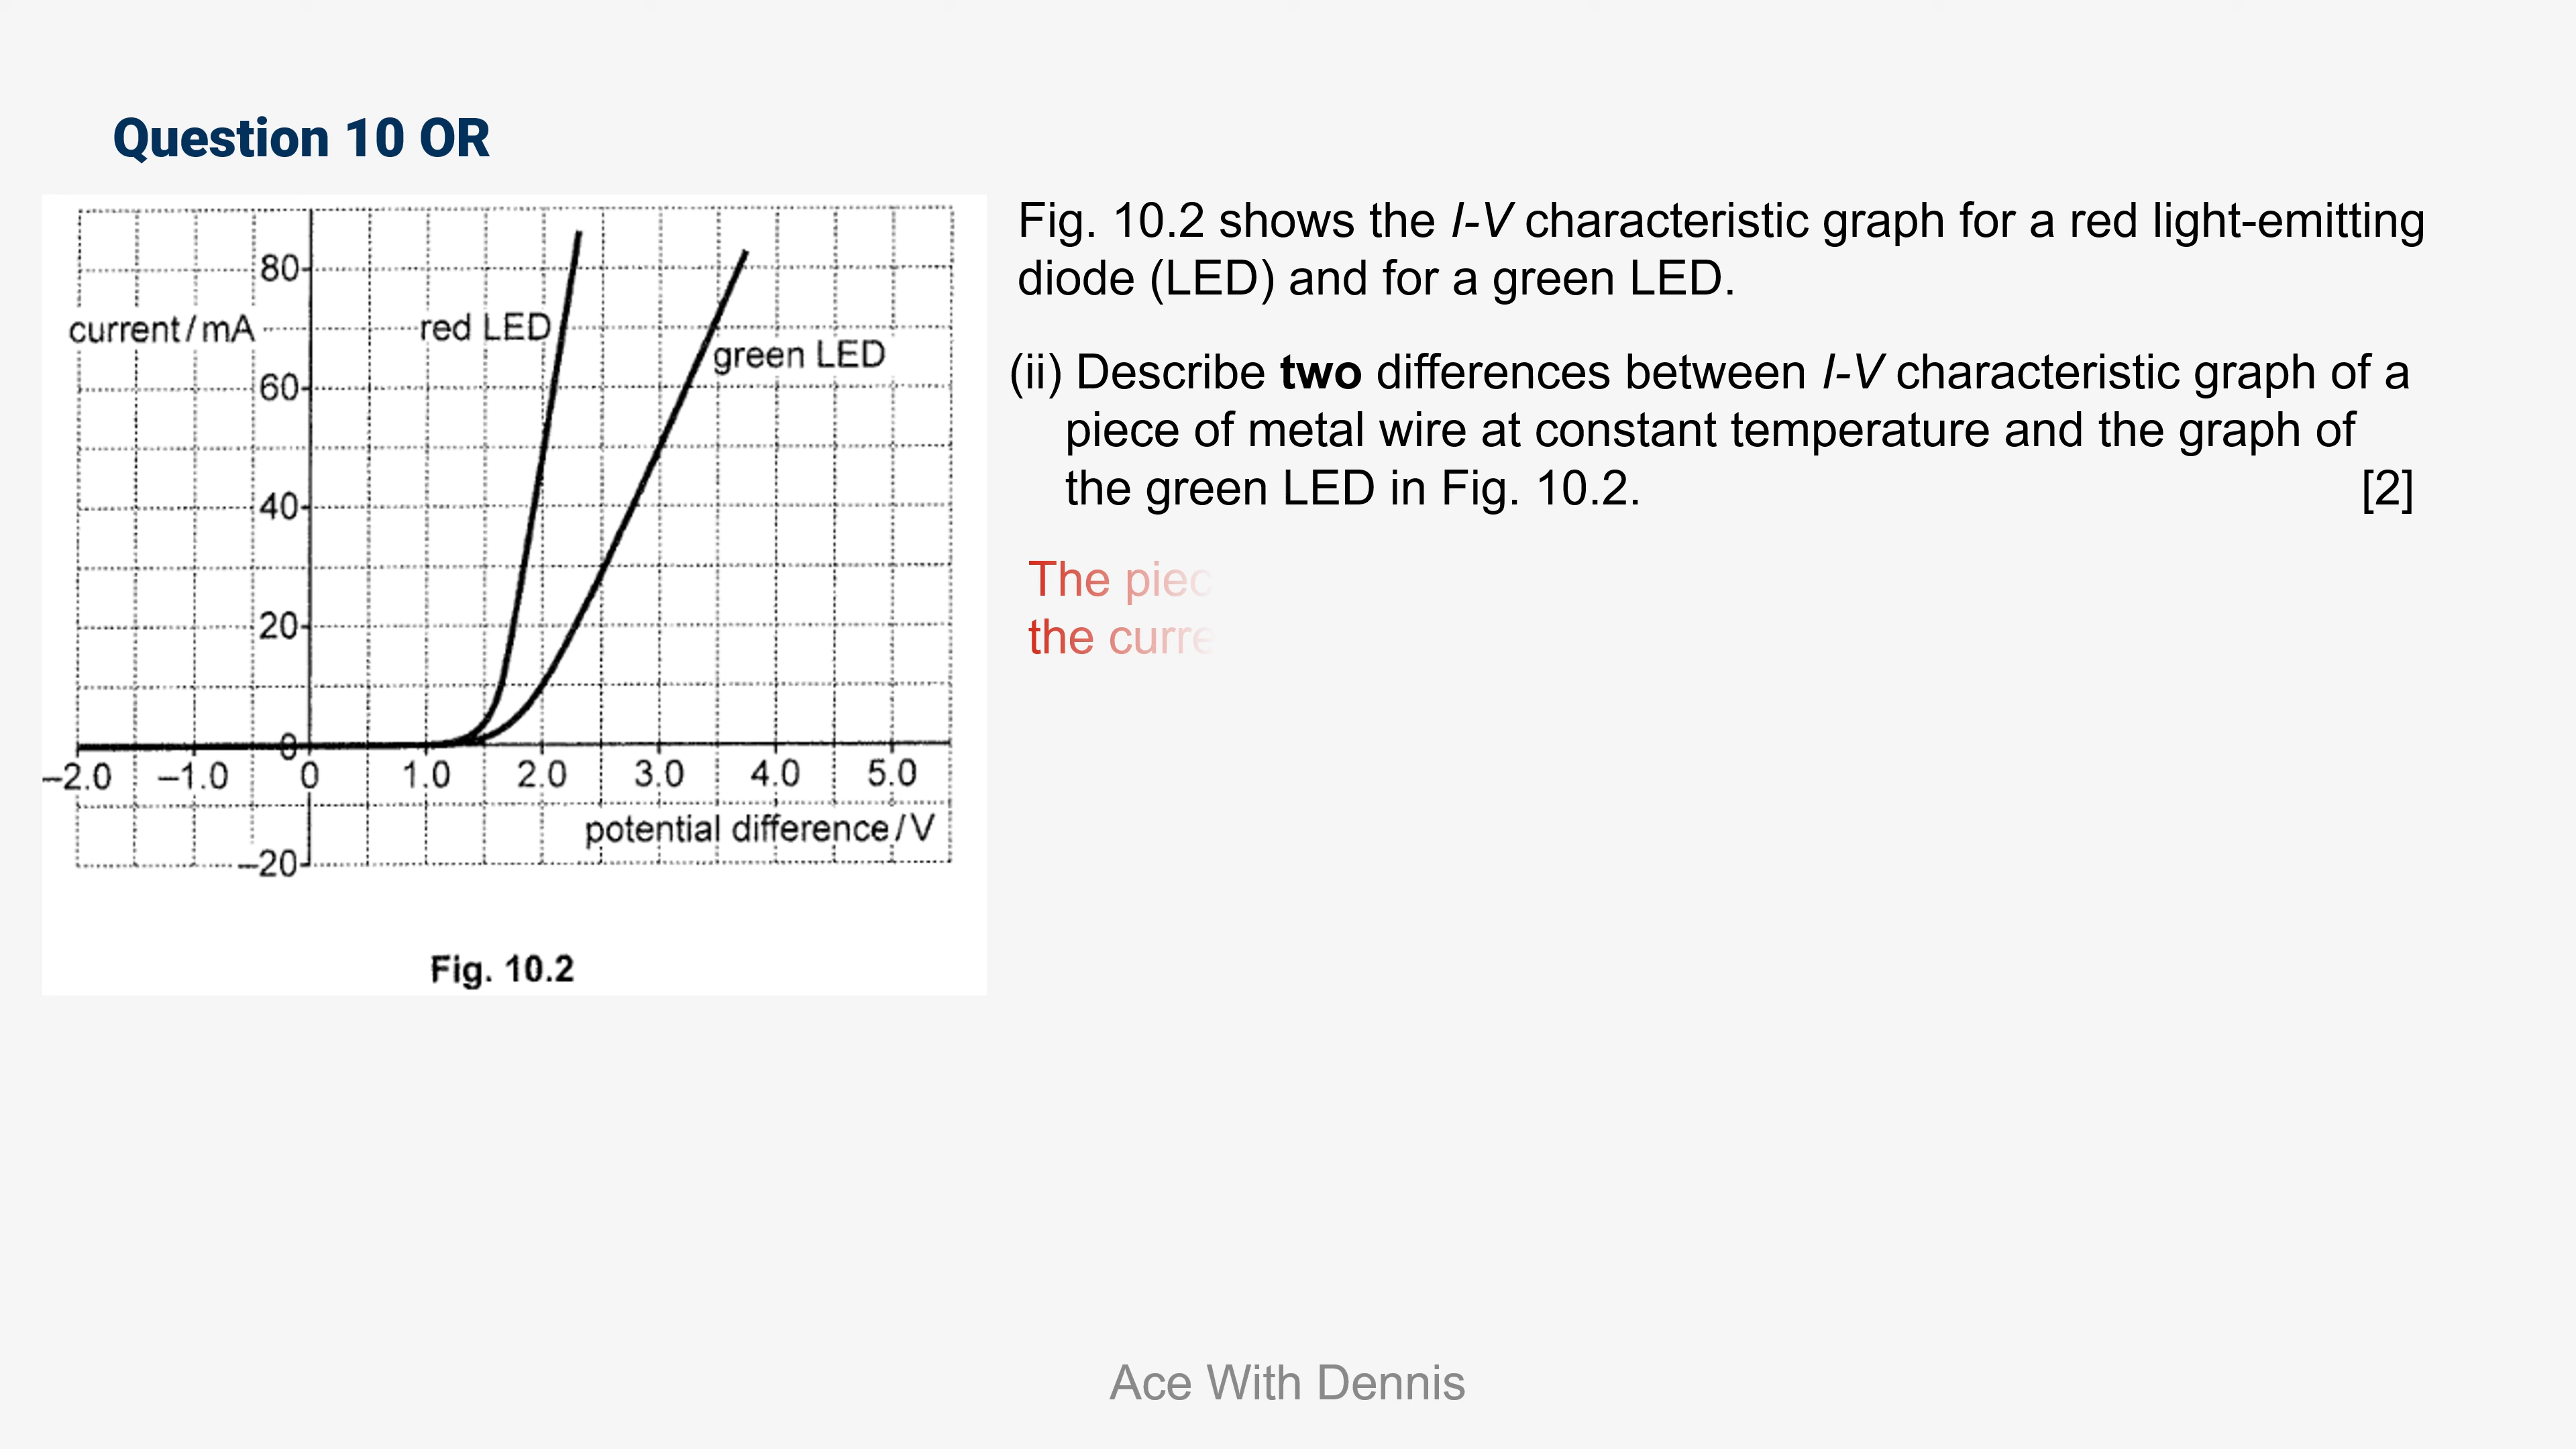 Question 10 OR
80
current/mA
red LED
green LED
60
40
20
0
-2.0 -1.0 0 1.0 2.0 3.0 4.0 5.0
potential difference/V
-20
Fig. 10.2
Fig. 10.2 shows the I-V characteristic graph for a red light-emitting
diode (LED) and for a green LED.
(ii) Describe two differences between I-V characteristic graph of a
piece of metal wire at constant temperature and the graph of
the green LED in Fig. 10.2. [2]
The piec
the curre
Ace With Dennis